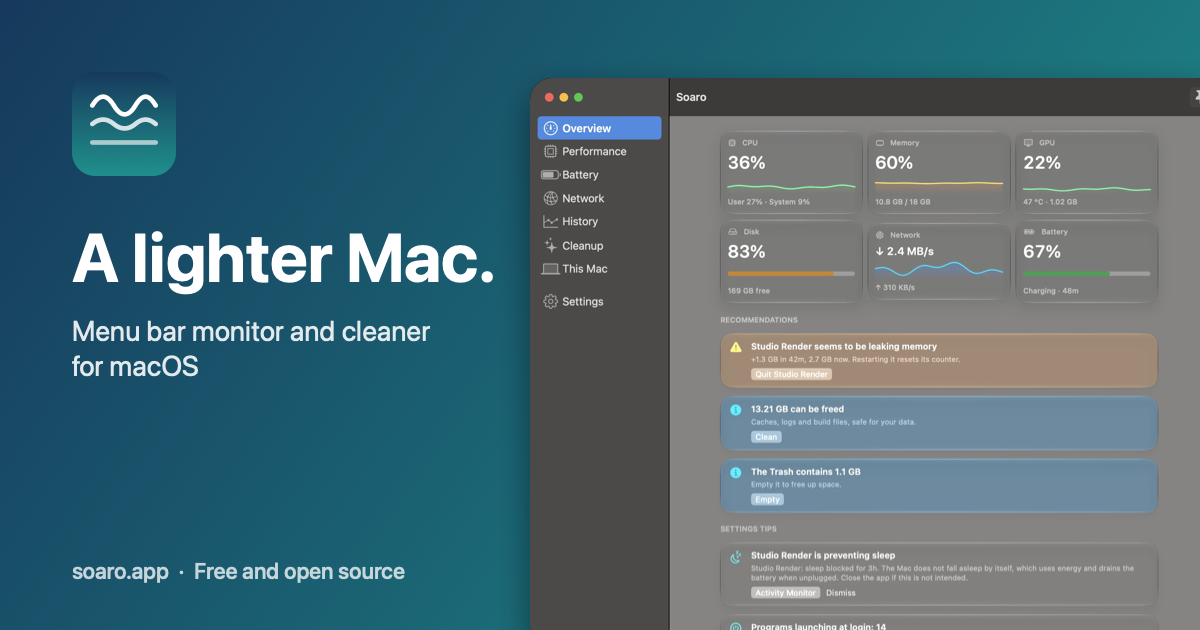 A lighter Mac.
Menu bar monitor and cleaner
for macOS
soaro.app · Free and open source
Soaro
Overview
Performance
Battery
Network
History
Cleanup
This Mac
Settings
CPU
36%
User 27% · System 9%
Memory
60%
10.8 GB / 18 GB
GPU
22%
47 °C · 1.02 GB
Disk
83%
169 GB free
Network
↓ 2.4 MB/s
↑ 310 KB/s
Battery
67%
Charging · 48m
RECOMMENDATIONS
Studio Render seems to be leaking memory
+1.3 GB in 42m, 2.7 GB now. Restarting it resets its counter.
Quit Studio Render
13.21 GB can be freed
Caches, logs and build files, safe for your data.
Clean
The Trash contains 1.1 GB
Empty it to free up space.
Empty
SETTINGS TIPS
Studio Render is preventing sleep
Studio Render: sleep blocked for 3h. The Mac does not fall asleep by itself, which uses energy and drains the
battery when unplugged. Close the app if this is not intended.
Activity Monitor Dismiss
Programs launching at login: 14